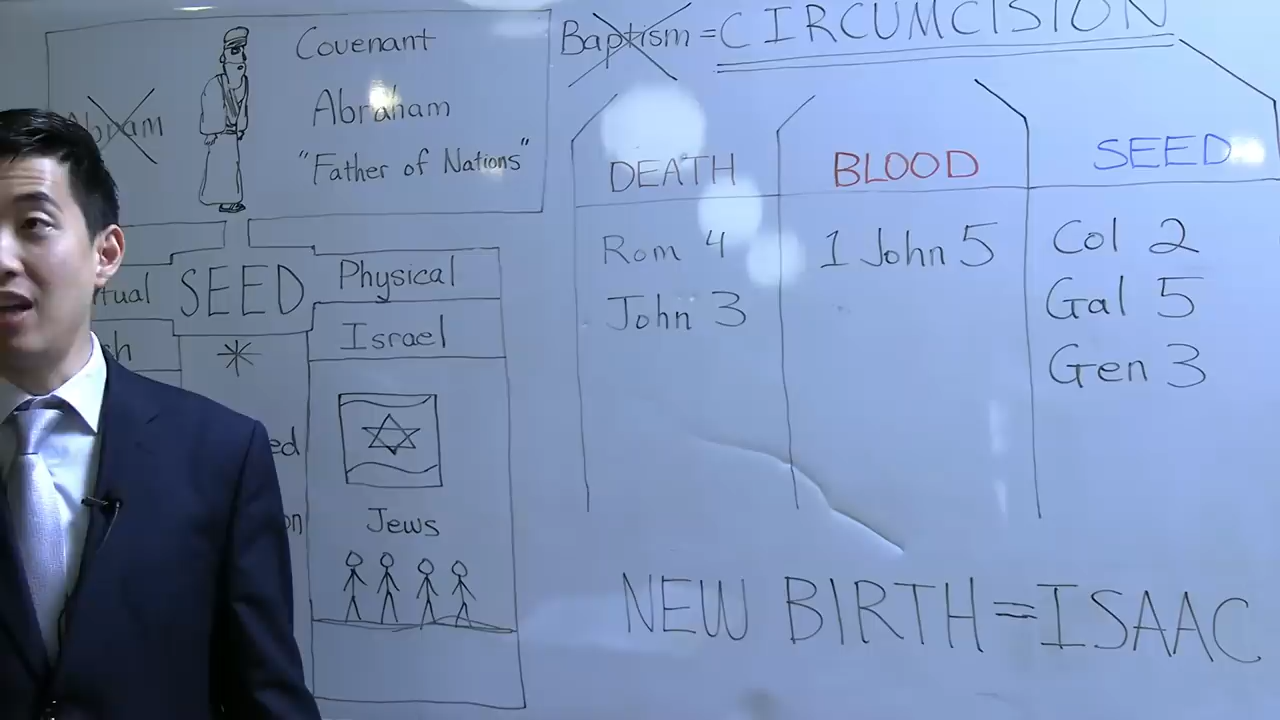 Covenant
Abram
Abraham
"Father of Nations"
SEED
Physical
Israel
*
Jews
Baptism = CIRCUMCISION
DEATH
BLOOD
SEED
Rom 4
1 John 5
Col 2
John 3
Gal 5
Gen 3
NEW BIRTH = ISAAC